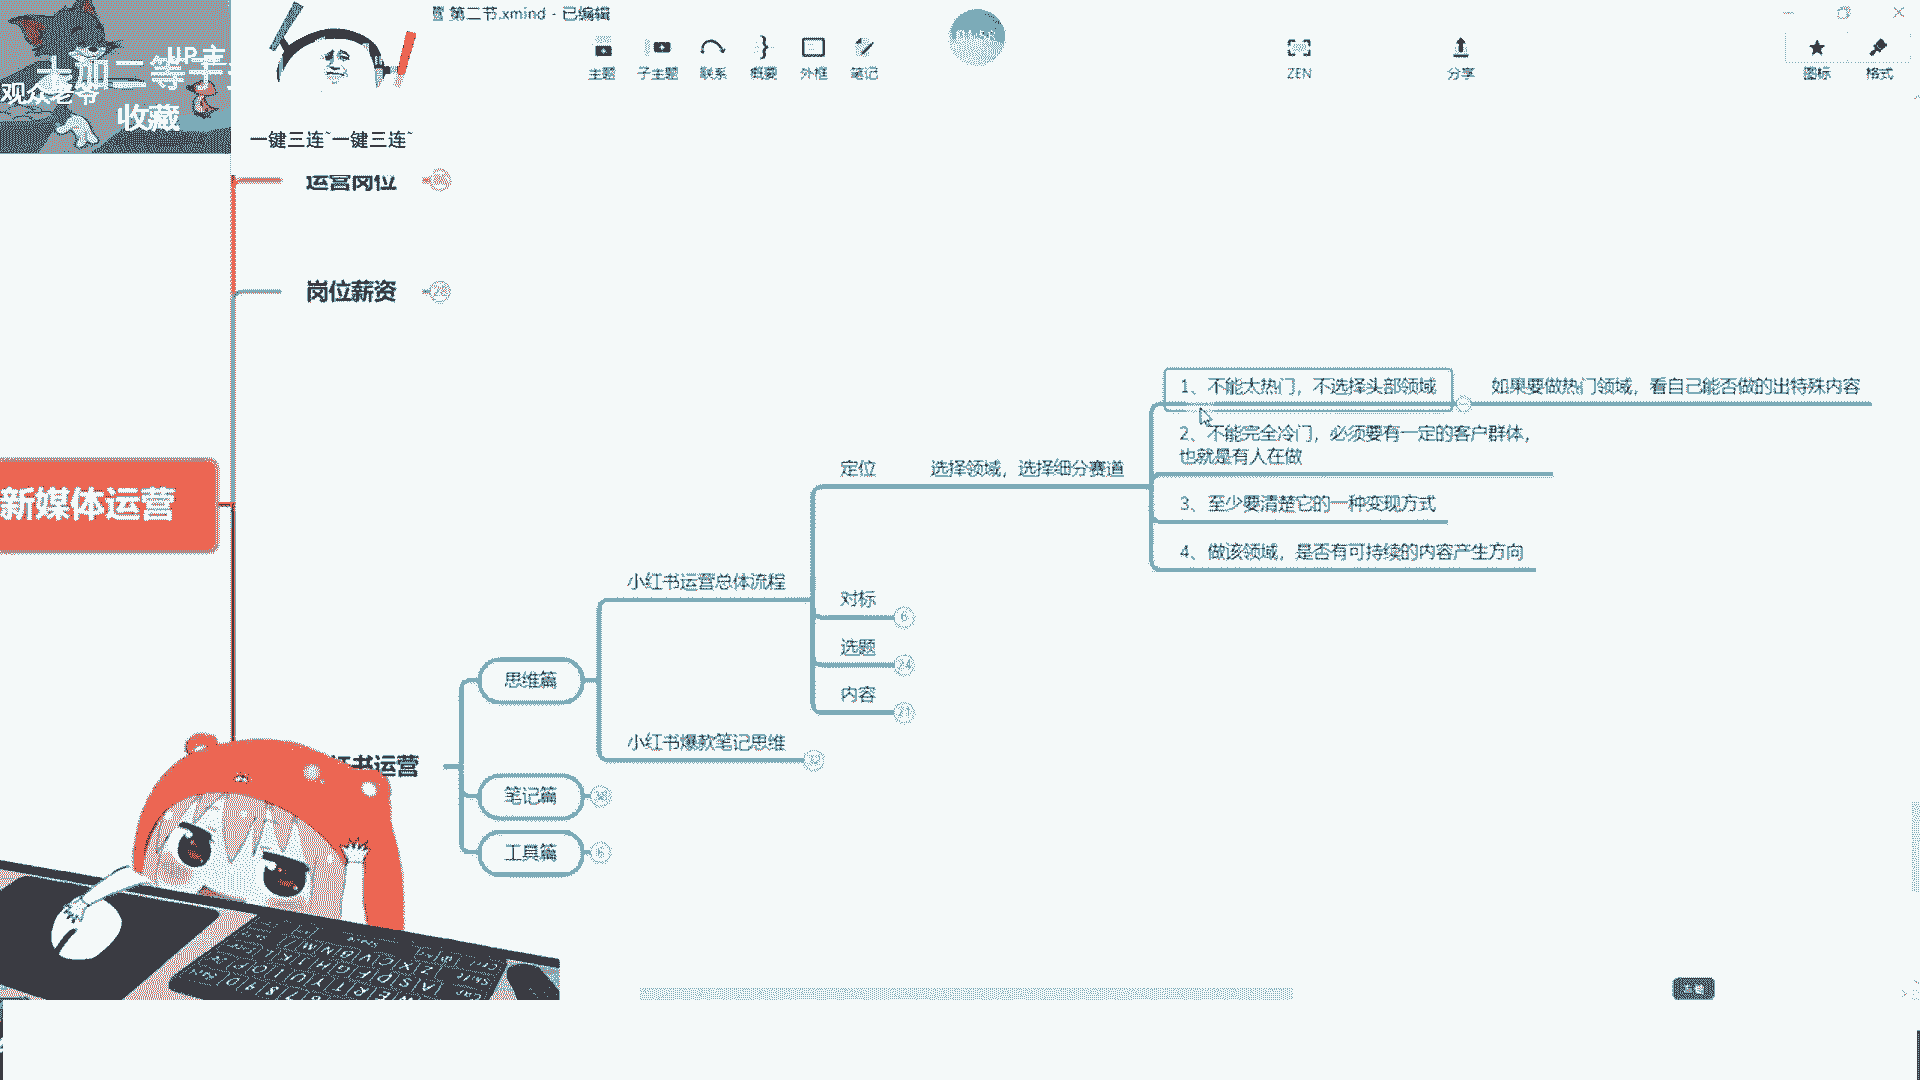 第二节.xmind - 已编辑
UP主
大加二等于
观众老爷
收藏
一键三连~一键三连~
主题
子主题
联系
概要
外框
笔记
01:58
ZEN
分享
图标
格式
运营岗位
岗位薪资
28
新媒体运营
1、不能太热门，不选择头部领域
如果要做热门领域，看自己能否做的出特殊内容
2、不能完全冷门，必须要有一定的客户群体，
也就是有人在做
定位
选择领域，选择细分赛道
3、至少要清楚它的一种变现方式
4、做该领域，是否有可持续的内容产生方向
小红书运营总体流程
对标
6
选题
24
思维篇
内容
21
小红书爆款笔记思维
32
书运营
笔记篇
工具篇
6
左键